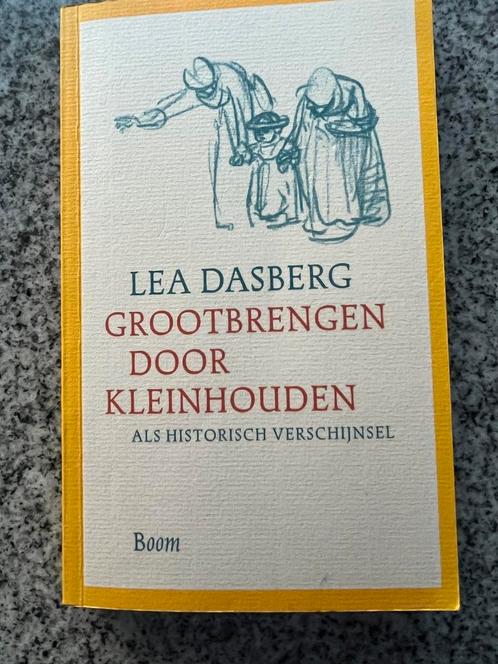 LEA DASBERG
GROOTBRENGEN
DOOR
KLEINHOUDEN
ALS HISTORISCH VERSCHIJNSEL
Boom